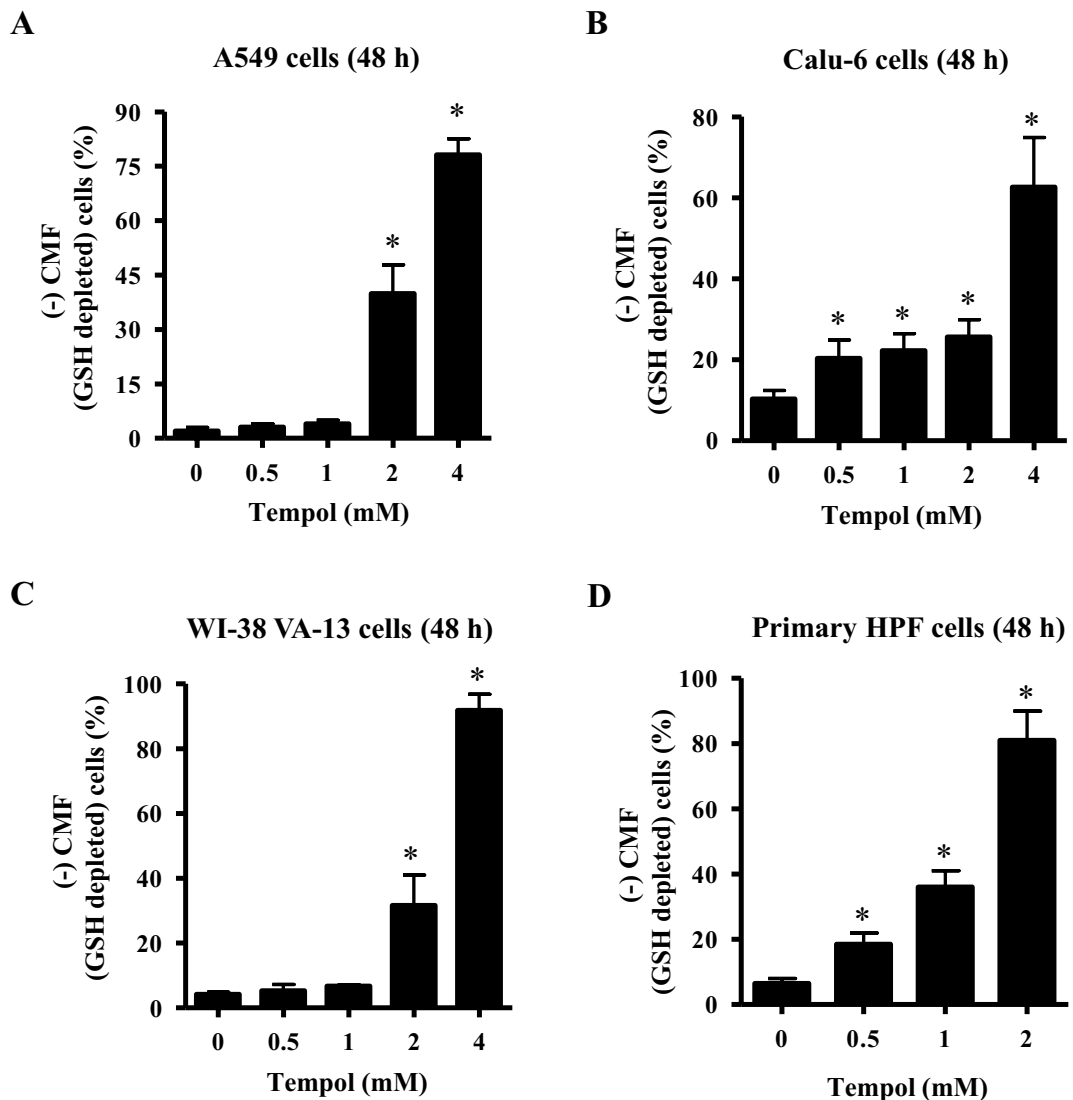 A
A549 cells (48 h)
(-) CMF
(GSH depleted) cells (%)
90
75
60
45
30
15
0
*
*
0 0.5 1 2 4
Tempol (mM)
B
Calu-6 cells (48 h)
(-) CMF
(GSH depleted) cells (%)
80
60
40
20
0
*
*
*
*
0 0.5 1 2 4
Tempol (mM)
C
WI-38 VA-13 cells (48 h)
(-) CMF
(GSH depleted) cells (%)
100
80
60
40
20
0
*
*
0 0.5 1 2 4
Tempol (mM)
D
Primary HPF cells (48 h)
(-) CMF
(GSH depleted) cells (%)
100
80
60
40
20
0
*
*
*
0 0.5 1 2
Tempol (mM)